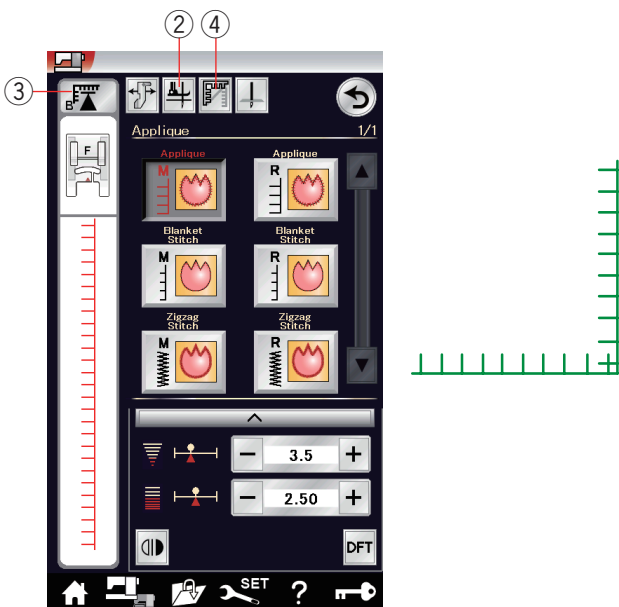 ② ④
③ B
F
Applique 1/1
Applique Applique
M R
Blanket Stitch Blanket Stitch
M R
Zigzag Stitch Zigzag Stitch
M R
− 3.5 +
− 2.50 +
DFT
SET ?